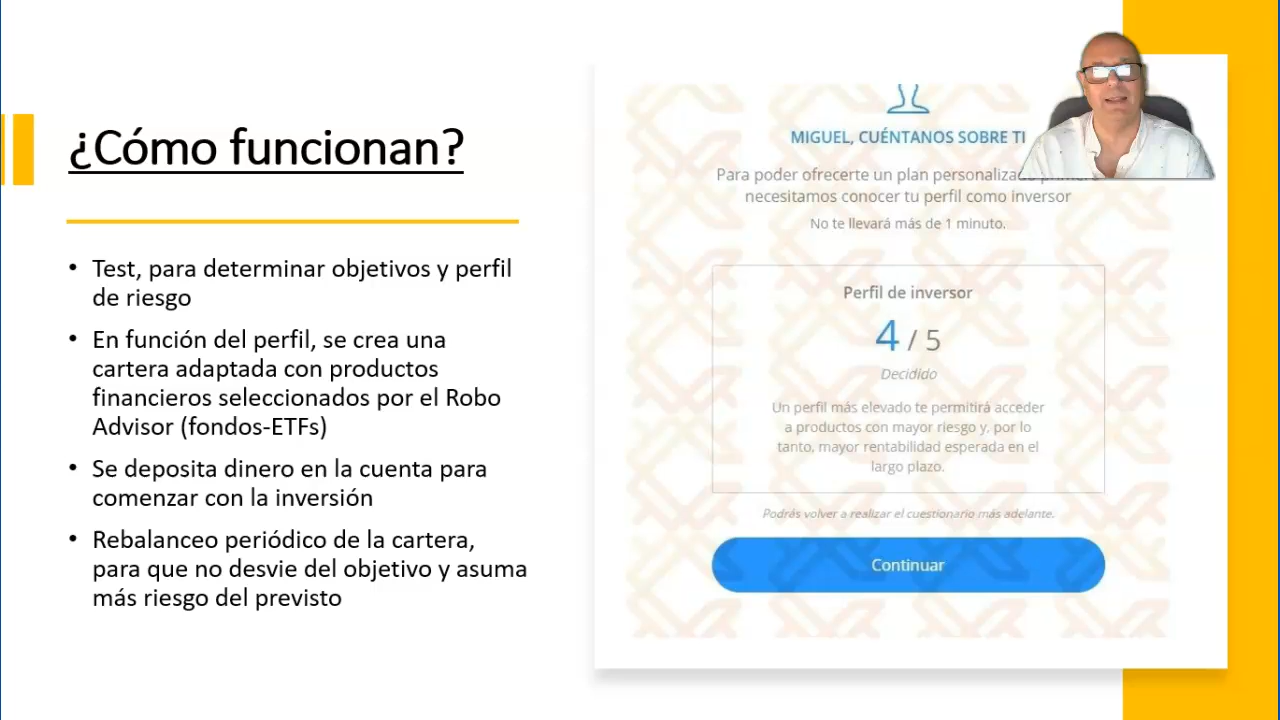 ¿Cómo funcionan?
• Test, para determinar objetivos y perfil
de riesgo
• En función del perfil, se crea una
cartera adaptada con productos
financieros seleccionados por el Robo
Advisor (fondos-ETFs)
• Se deposita dinero en la cuenta para
comenzar con la inversión
• Rebalanceo periódico de la cartera,
para que no desvie del objetivo y asuma
más riesgo del previsto
MIGUEL, CUÉNTANOS SOBRE TI
Para poder ofrecerte un plan
necesitamos conocer tu perfil como inversor
No te llevará más de 1 minuto.
Perfil de inversor
4 / 5
Decidido
Un perfil más elevado te permitirá acceder
a productos con mayor riesgo y, por lo
tanto, mayor rentabilidad esperada en el
largo plazo.
Podrás volver a realizar el cuestionario más adelante.
Continuar